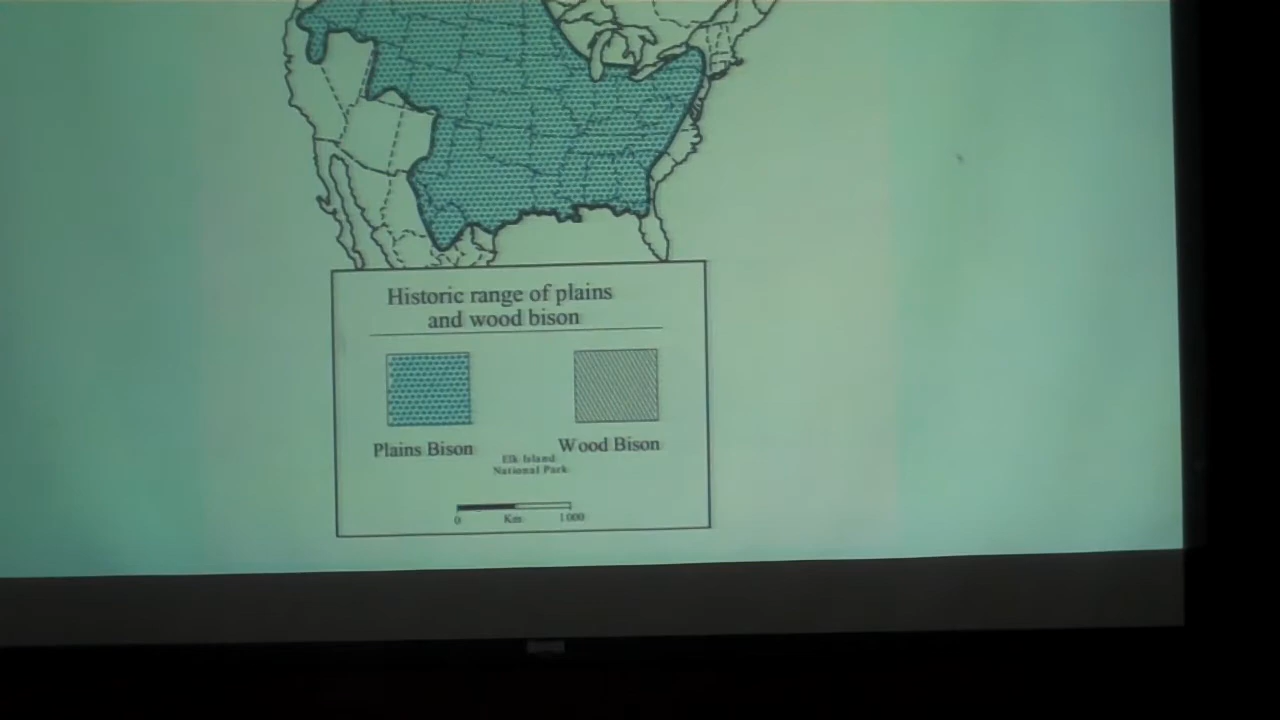 Historic range of plains
and wood bison
Plains Bison
Wood Bison
Elk Island
National Park
0 Km 1000